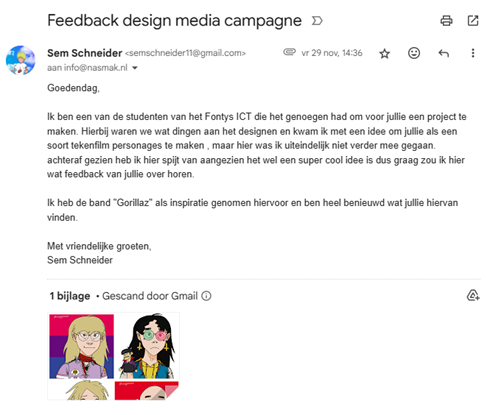 Feedback design media campagne
Sem Schneider <semschneider11@gmail.com>
vr 29 nov, 14:36
aan info@nasmak.nl
Goedendag,
Ik ben een van de studenten van het Fontys ICT die het genoegen had om voor jullie een project te
maken. Hierbij waren we wat dingen aan het designen en kwam ik met een idee om jullie als een
soort tekenfilm personages te maken , maar hier was ik uiteindelijk niet verder mee gegaan.
achteraf gezien heb ik hier spijt van aangezien het wel een super cool idee is dus graag zou ik hier
wat feedback van jullie over horen.
Ik heb de band "Gorillaz" als inspiratie genomen hiervoor en ben heel benieuwd wat jullie hiervan
vinden.
Met vriendelijke groeten,
Sem Schneider
1 bijlage • Gescand door Gmail